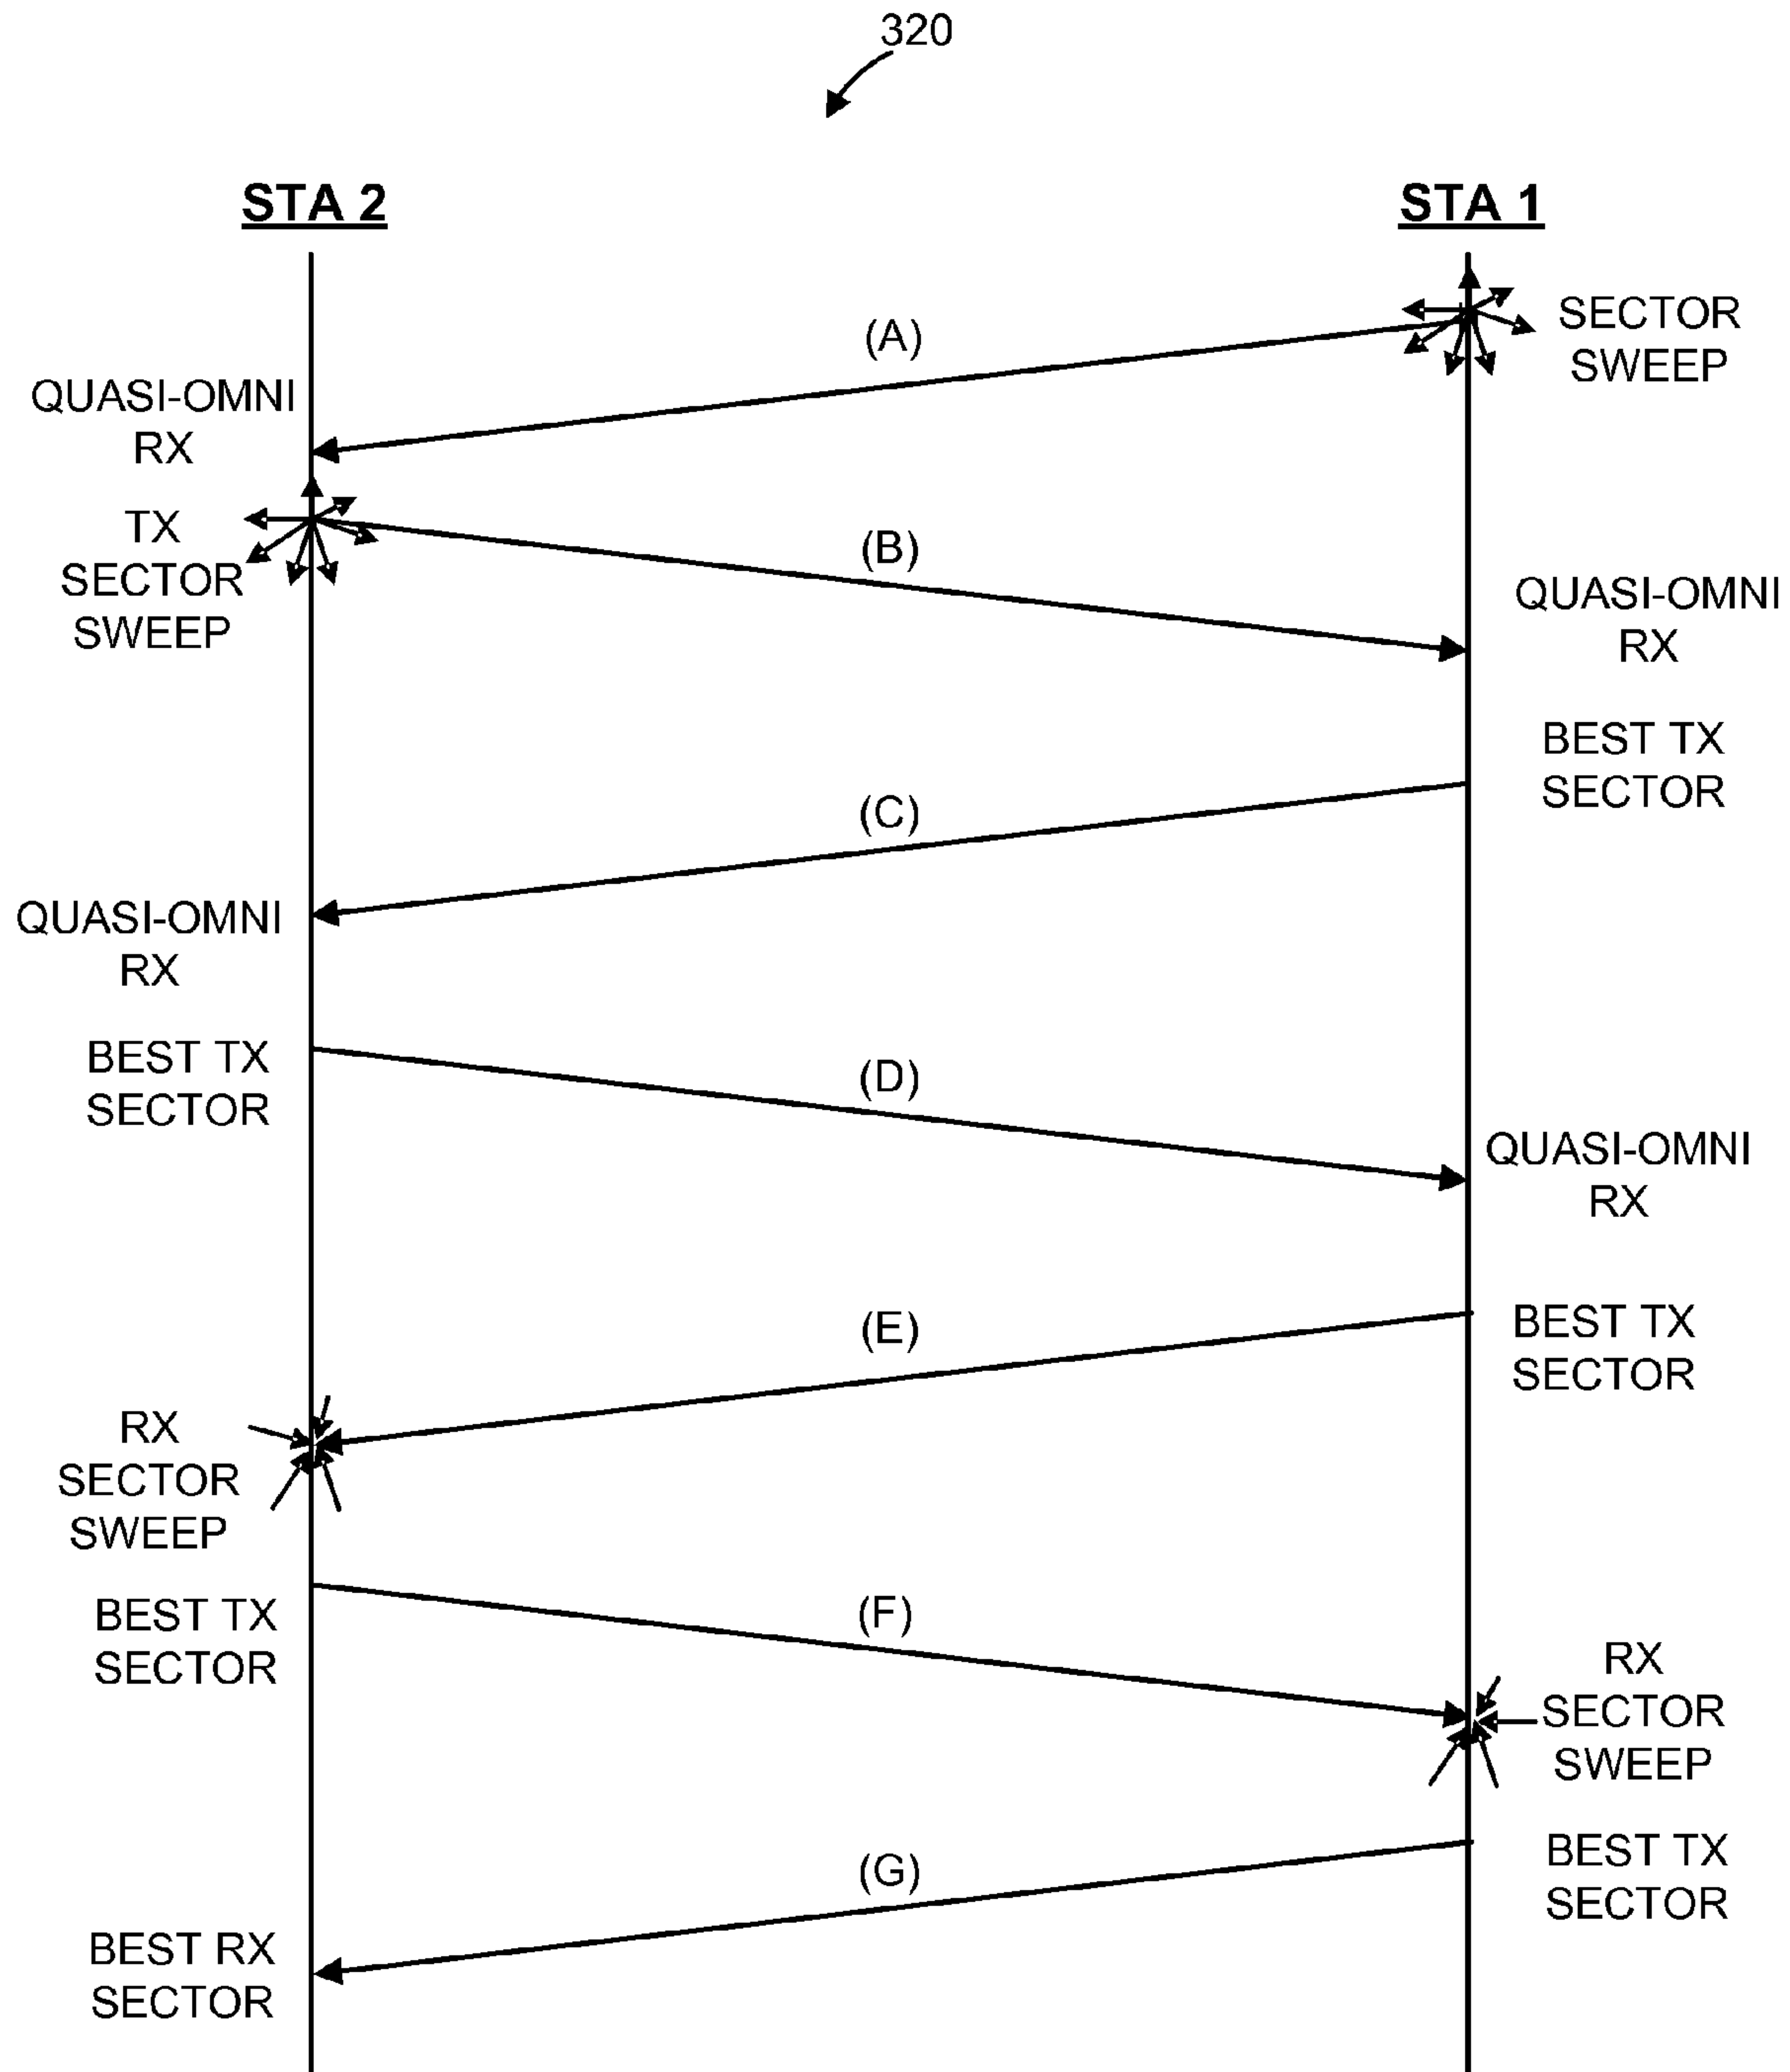 320
STA 2
STA 1
SECTOR
SWEEP
(A)
QUASI-OMNI
RX
TX
SECTOR
SWEEP
(B)
QUASI-OMNI
RX
BEST TX
SECTOR
(C)
QUASI-OMNI
RX
BEST TX
SECTOR
(D)
QUASI-OMNI
RX
BEST TX
SECTOR
(E)
RX
SECTOR
SWEEP
BEST TX
SECTOR
(F)
RX
SECTOR
SWEEP
BEST TX
SECTOR
(G)
BEST RX
SECTOR